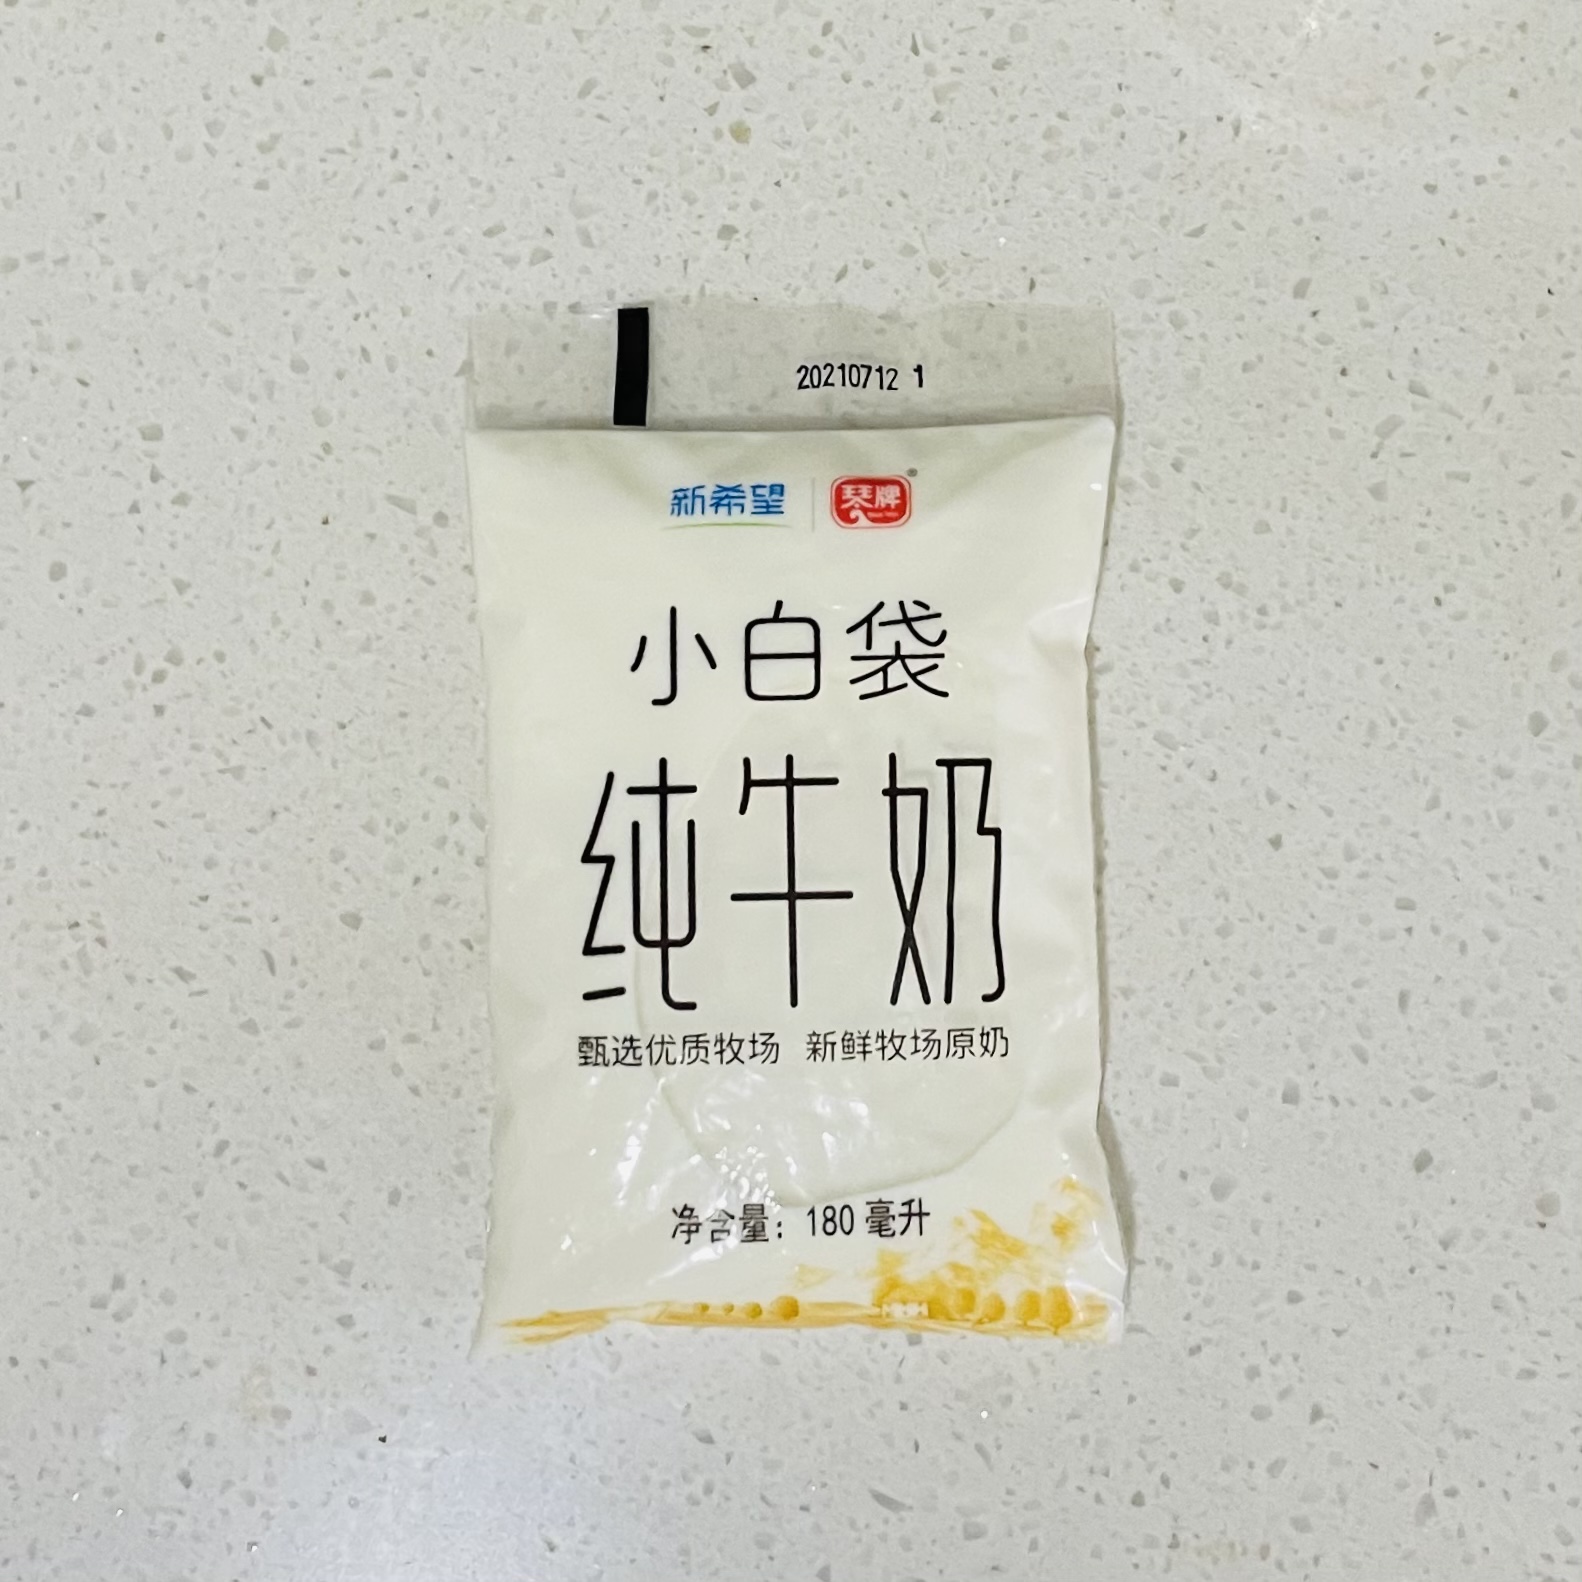 20210712 1
新希望 琴牌®
小白袋
纯牛奶
甄选优质牧场 新鲜牧场原奶
净含量：180毫升